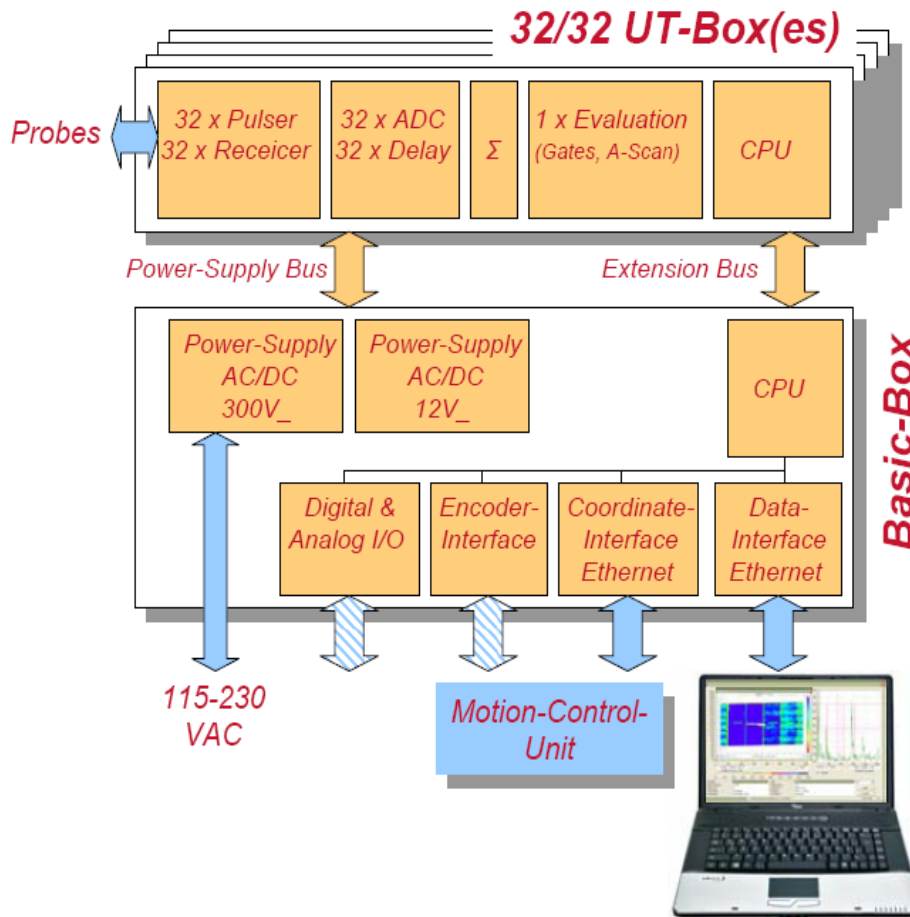 32/32 UT-Box(es)
Probes
32 x Pulser
32 x Receicer
32 x ADC
32 x Delay
Σ
1 x Evaluation
(Gates, A-Scan)
CPU
Power-Supply Bus
Extension Bus
Power-Supply
AC/DC
300V_
Power-Supply
AC/DC
12V_
CPU
Basic-Box
Digital &
Analog I/O
Encoder-
Interface
Coordinate-
Interface
Ethernet
Data-
Interface
Ethernet
115-230
VAC
Motion-Control-
Unit